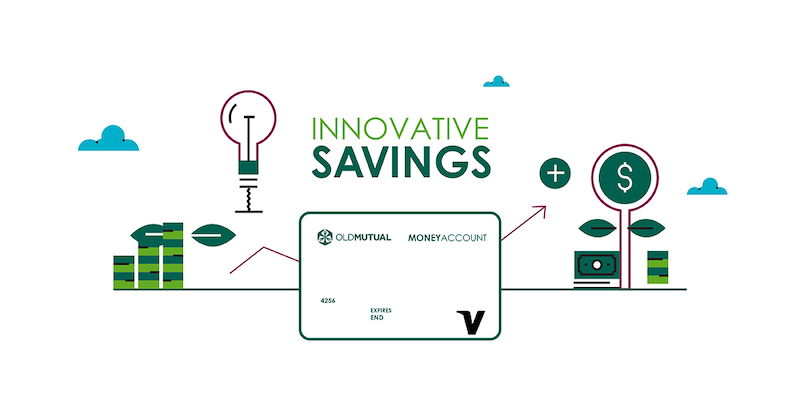 INNOVATIVE
SAVINGS
$
OLDMUTUAL MONEYACCOUNT
4256
EXPIRES
END
V